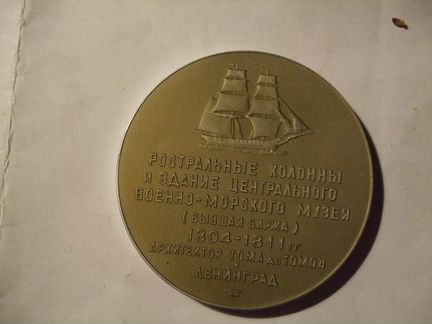 РОСТРАЛЬНЫЕ КОЛОННЫ
И ЗДАНИЕ ЦЕНТРАЛЬНОГО
ВОЕННО-МОРСКОГО МУЗЕЯ
(БЫВШАЯ БИРЖА)
1804-1811 гг
АРХИТЕКТОР ТОМА де ТОМОН
ЛЕНИНГРАД